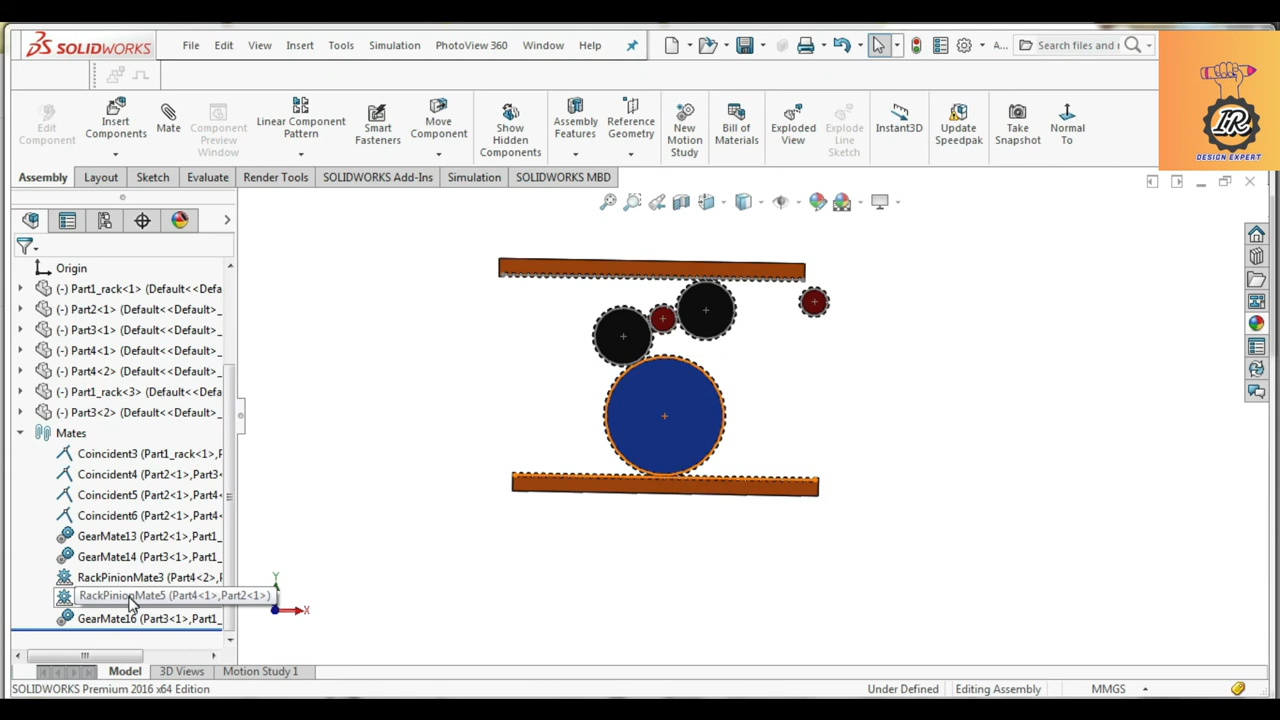 SOLIDWORKS File Edit View Insert Tools Simulation PhotoView 360 Window Help A... Search files and r
Edit Component Insert Components Mate Component Preview Window Linear Component Pattern Smart Fasteners Move Component Show Hidden Components Assembly Features Reference Geometry New Motion Study Bill of Materials Exploded View Explode Line Sketch Instant3D Update Speedpak Take Snapshot Normal To
IR
DESIGN EXPERT
Assembly Layout Sketch Evaluate Render Tools SOLIDWORKS Add-Ins Simulation SOLIDWORKS MBD
Origin
(-) Part1_rack<1> (Default<<Defa
(-) Part2<1> (Default<<Default>_
(-) Part3<1> (Default<<Default>_
(-) Part4<1> (Default<<Default>_
(-) Part4<2> (Default<<Default>_
(-) Part1_rack<3> (Default<<Defa
(-) Part3<2> (Default<<Default>_
Mates
Coincident3 (Part1_rack<1>,F
Coincident4 (Part2<1>,Part3<
Coincident5 (Part2<1>,Part4<
Coincident6 (Part2<1>,Part4<
GearMate13 (Part2<1>,Part1_
GearMate14 (Part3<1>,Part1_
RackPinionMate3 (Part4<2>,F
RackPinionMate5 (Part4<1>,Part2<1>)
GearMate16 (Part3<1>,Part1_
Y
X
Model 3D Views Motion Study 1
SOLIDWORKS Premium 2016 x64 Edition Under Defined Editing Assembly MMGS